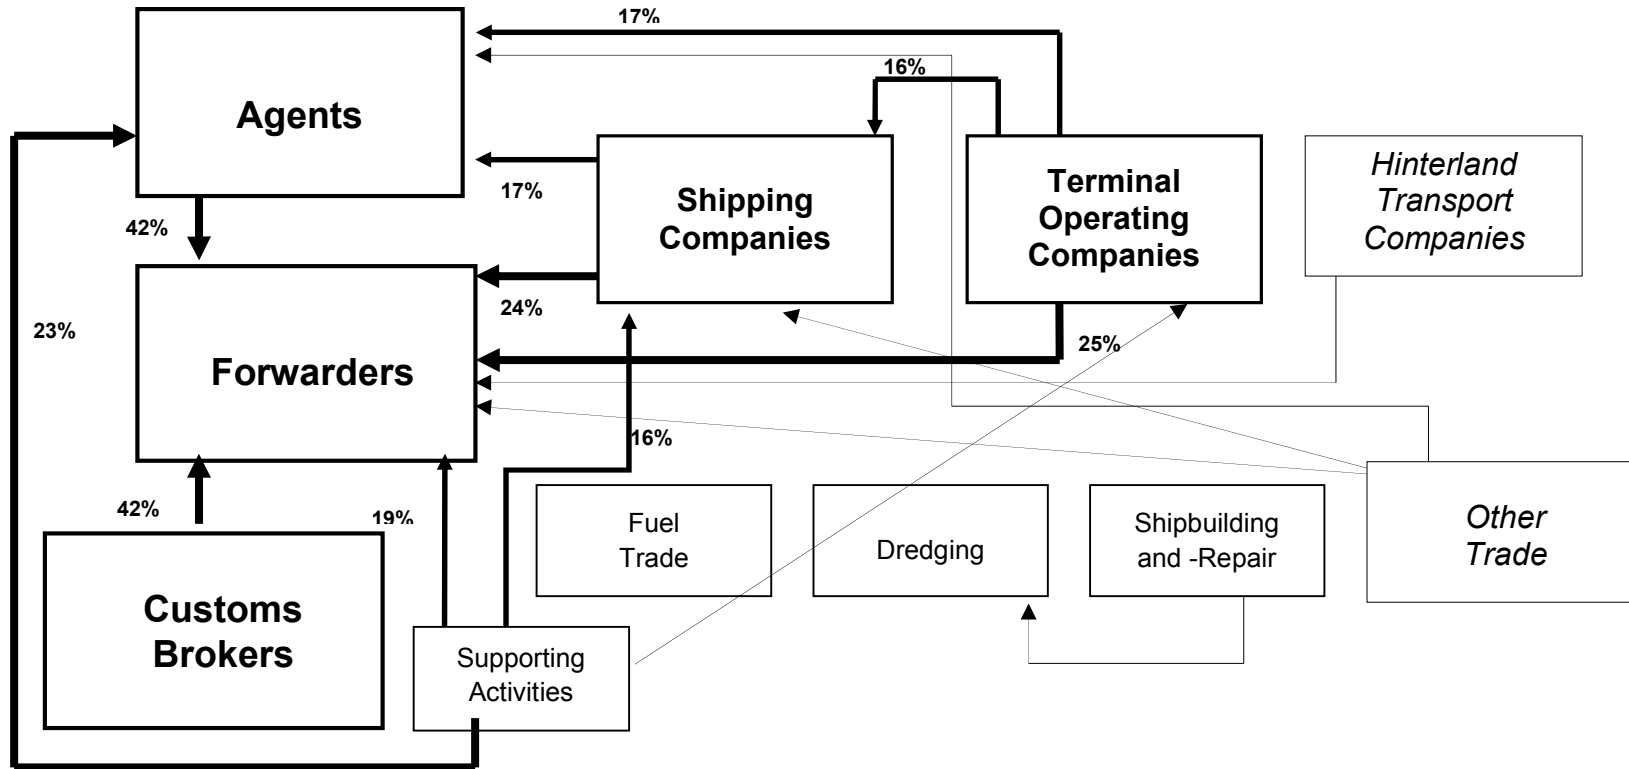 17%
16%
Agents
Hinterland
Transport
Companies
Terminal
Operating
Companies
Shipping
Companies
17%
42%
24%
23%
25%
Forwarders
16%
42%
19%
Fuel
Trade
Dredging
Shipbuilding
and -Repair
Other
Trade
Customs
Brokers
Supporting
Activities